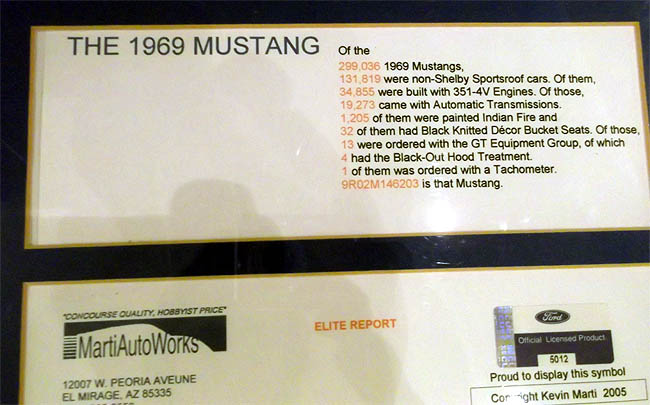 THE 1969 MUSTANG
Of the
299,036 1969 Mustangs,
131,819 were non-Shelby Sportsroof cars. Of them,
34,855 were built with 351-4V Engines. Of those,
19,273 came with Automatic Transmissions.
1,205 of them were painted Indian Fire and
32 of them had Black Knitted Décor Bucket Seats. Of those,
13 were ordered with the GT Equipment Group, of which
4 had the Black-Out Hood Treatment.
1 of them was ordered with a Tachometer.
9R02M146203 is that Mustang.
"CONCOURSE QUALITY, HOBBYIST PRICE"
MartiAutoWorks
12007 W. PEORIA AVEUNE
EL MIRAGE, AZ 85335
ELITE REPORT
Ford
Official Licensed Product
5012
Proud to display this symbol
Kevin Marti 2005